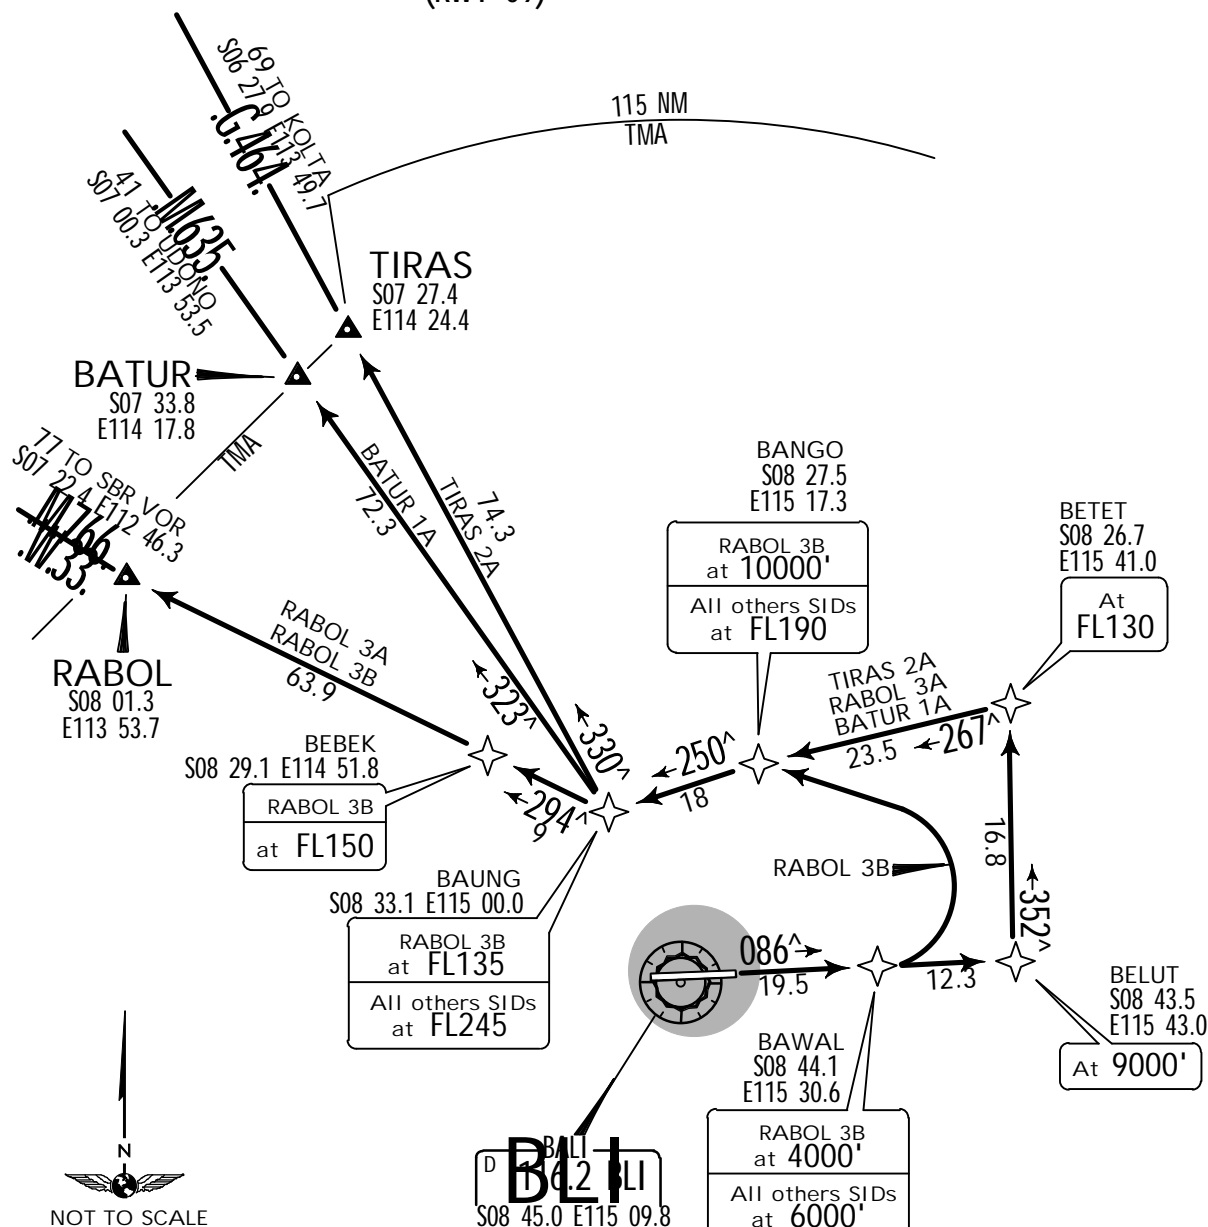 115 NM
TMA
69 TO KOLTA
S06 27.9 E113 49.7
.G.464.
41 TO UDONO
S07 00.3 E113 53.5
.M.635.
TIRAS
S07 27.4
E114 24.4
BATUR
S07 33.8
E114 17.8
TMA
77 TO SBR VOR
S07 22.4 E112 46.3
.M.766.
.W.33.
RABOL
S08 01.3
E113 53.7
BATUR 1A
72.3
74.3
TIRAS 2A
RABOL 3A
RABOL 3B
63.9
323^
330^
BANGO
S08 27.5
E115 17.3
RABOL 3B
at 10000'
All others SIDs
at FL190
BETET
S08 26.7
E115 41.0
At
FL130
TIRAS 2A
RABOL 3A
BATUR 1A
23.5
267^
250^
18
BEBEK
S08 29.1 E114 51.8
RABOL 3B
at FL150
294^
9
BAUNG
S08 33.1 E115 00.0
RABOL 3B
at FL135
All others SIDs
at FL245
RABOL 3B
16.8
352^
086^
19.5
12.3
BELUT
S08 43.5
E115 43.0
At 9000'
BAWAL
S08 44.1
E115 30.6
RABOL 3B
at 4000'
All others SIDs
at 6000'
BALI
D
BLI
BLI
S08 45.0 E115 09.8
N
NOT TO SCALE